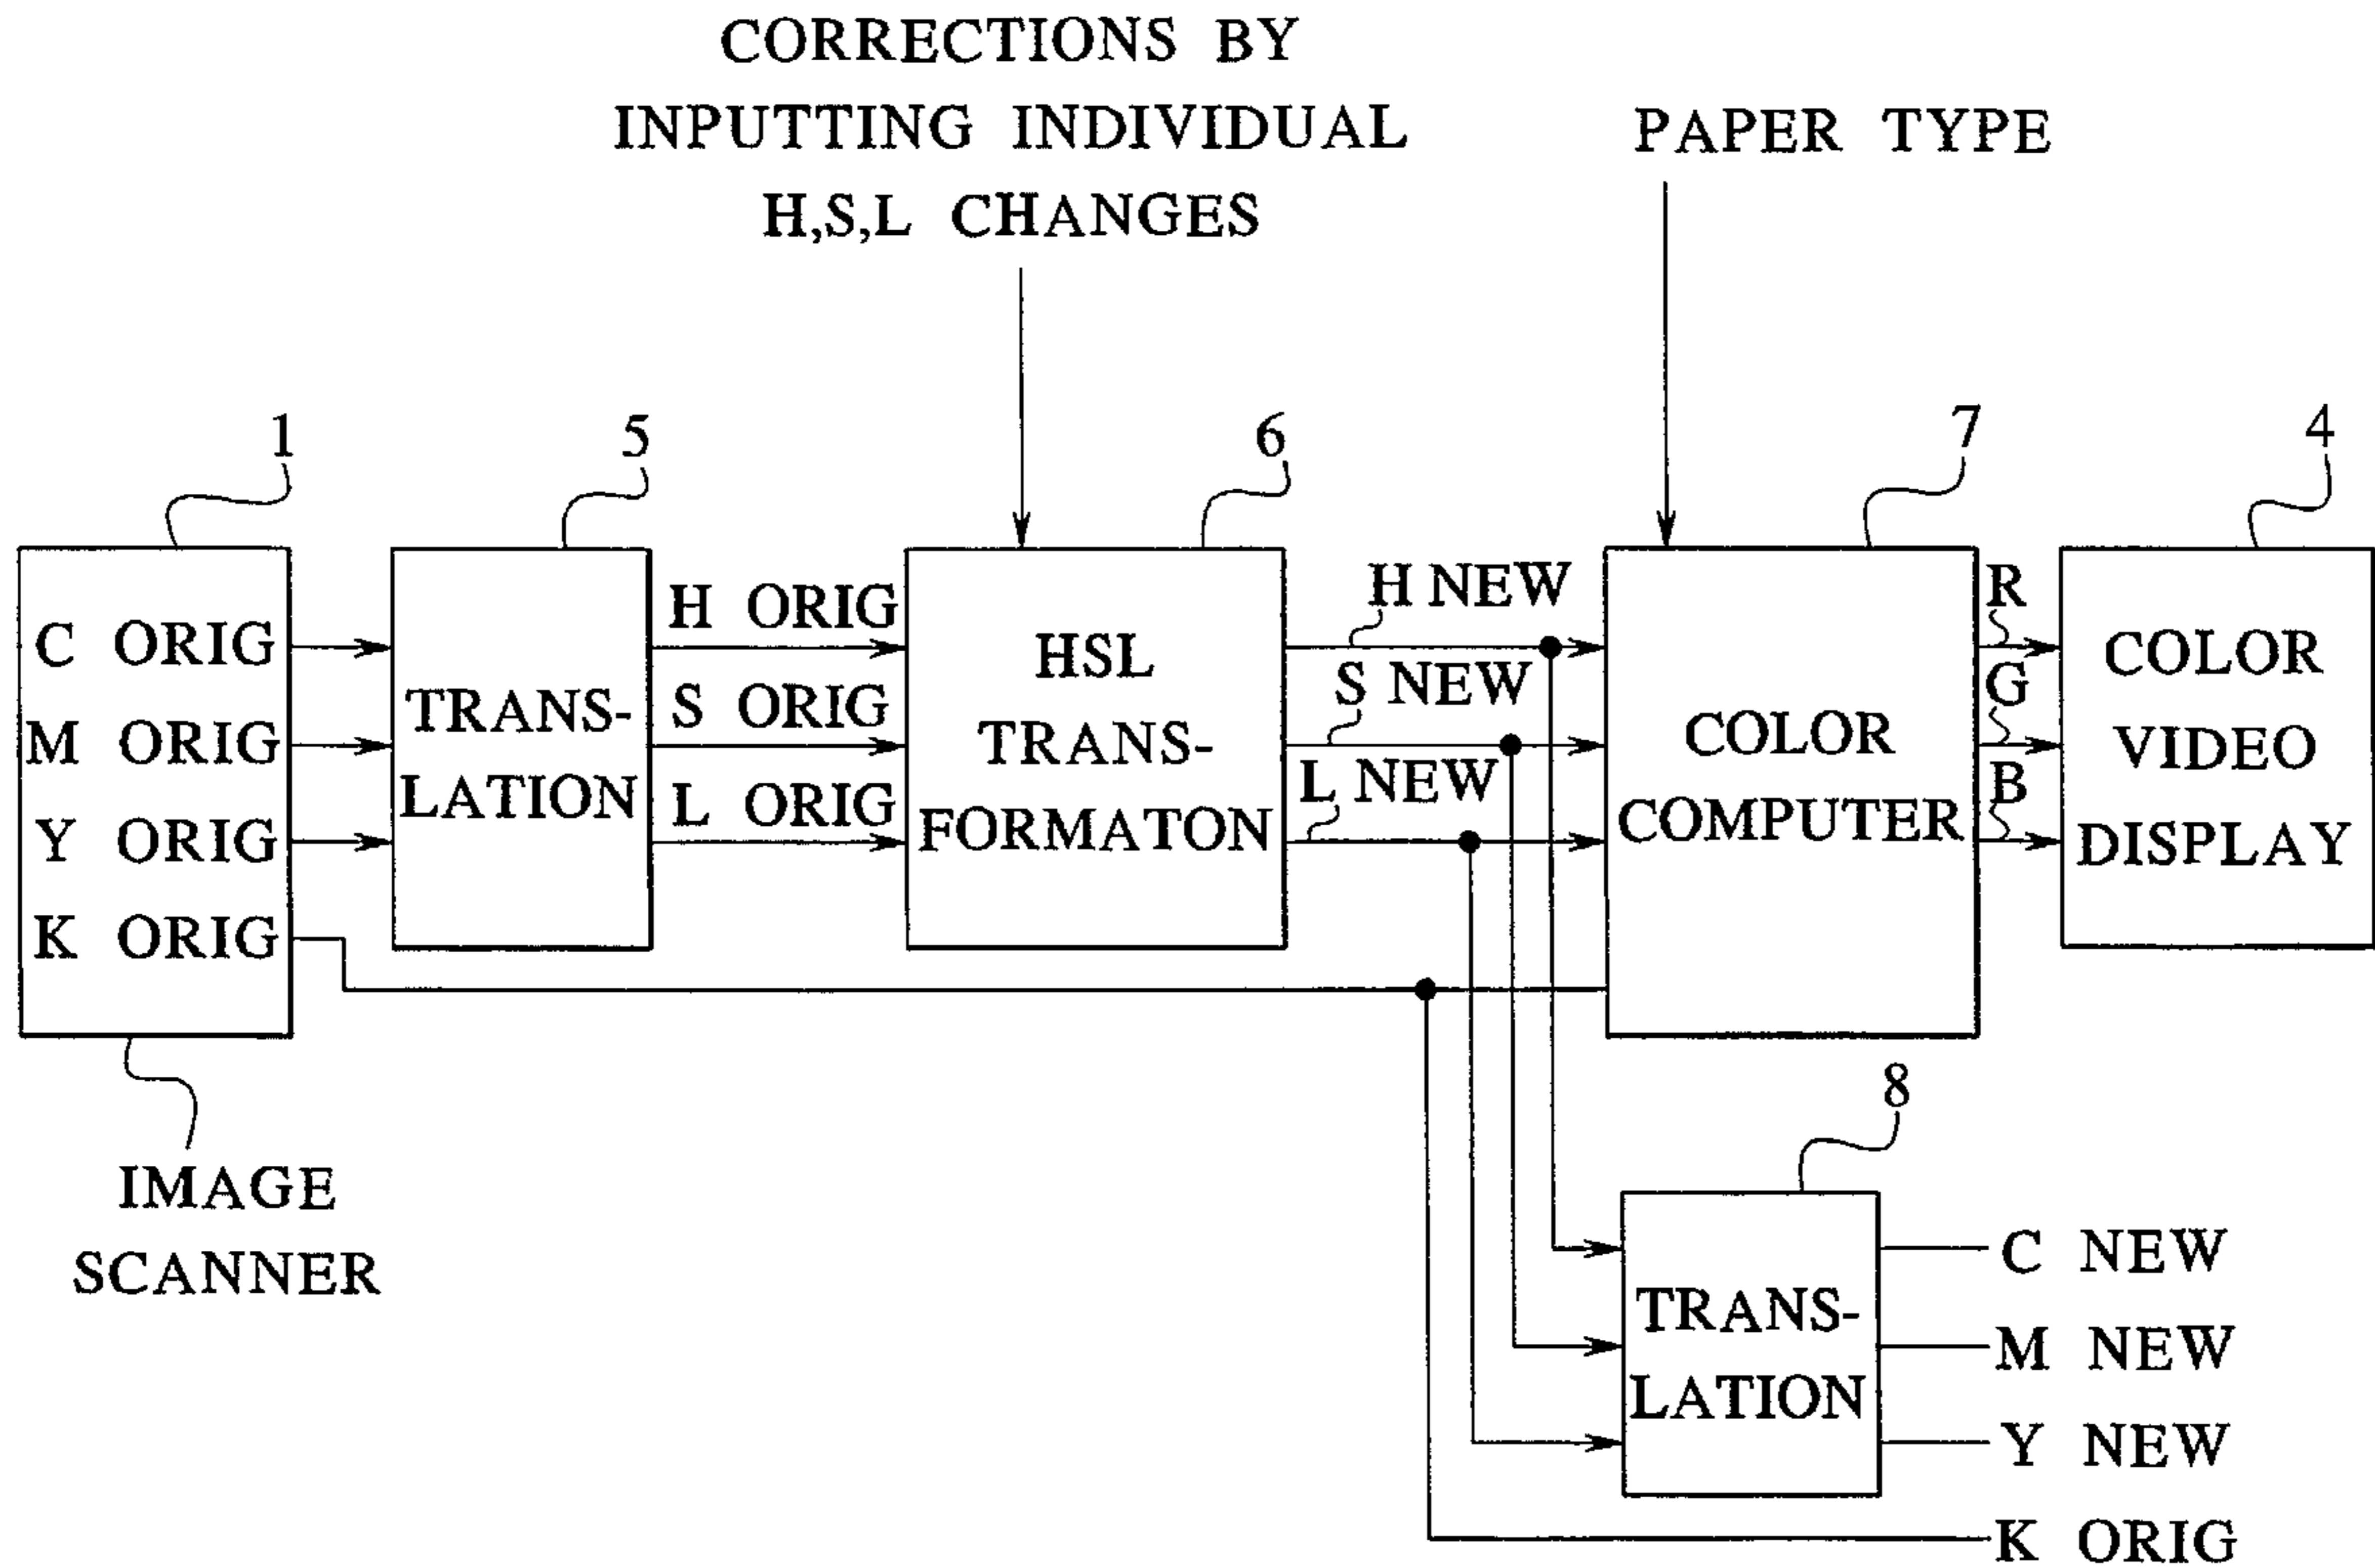 CORRECTIONS BY
INPUTTING INDIVIDUAL
H,S,L CHANGES
PAPER TYPE
1
5
6
7
4
C ORIG
M ORIG
Y ORIG
K ORIG
TRANS-
LATION
H ORIG
S ORIG
L ORIG
HSL
TRANS-
FORMATON
H NEW
S NEW
L NEW
COLOR
COMPUTER
R
G
B
COLOR
VIDEO
DISPLAY
IMAGE
SCANNER
8
TRANS-
LATION
C NEW
M NEW
Y NEW
K ORIG